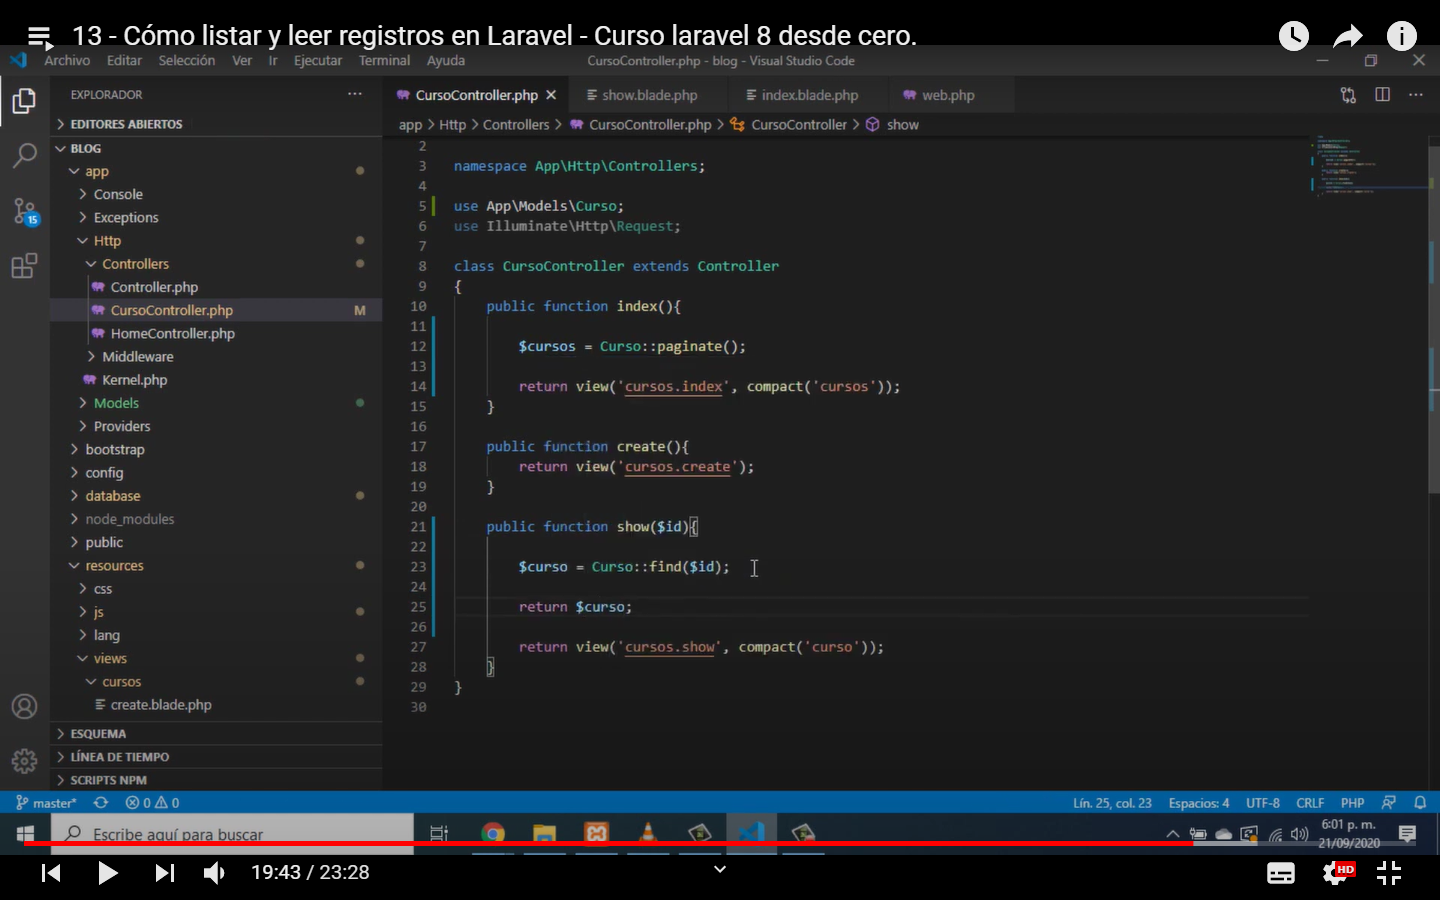 13 - Cómo listar y leer registros en Laravel - Curso laravel 8 desde cero.
Archivo Editar Selección Ver Ir Ejecutar Terminal Ayuda
CursoController.php - blog - Visual Studio Code
EXPLORADOR
EDITORES ABIERTOS
BLOG
app
Console
Exceptions
Http
Controllers
Controller.php
CursoController.php M
HomeController.php
Middleware
Kernel.php
Models
Providers
bootstrap
config
database
node_modules
public
resources
css
js
lang
views
cursos
create.blade.php
ESQUEMA
LÍNEA DE TIEMPO
SCRIPTS NPM
15
CursoController.php show.blade.php index.blade.php web.php
app > Http > Controllers > CursoController.php > CursoController > show
2
3 namespace App\Http\Controllers;
4
5 use App\Models\Curso;
6 use Illuminate\Http\Request;
7
8 class CursoController extends Controller
9 {
10 public function index(){
11
12 $cursos = Curso::paginate();
13
14 return view('cursos.index', compact('cursos'));
15 }
16
17 public function create(){
18 return view('cursos.create');
19 }
20
21 public function show($id){
22
23 $curso = Curso::find($id);
24
25 return $curso;
26
27 return view('cursos.show', compact('curso'));
28 }
29 }
30
master* 0 0
Lín. 25, col. 23 Espacios: 4 UTF-8 CRLF PHP
Escribe aquí para buscar
6:01 p. m.
21/09/2020
19:43 / 23:28
HD